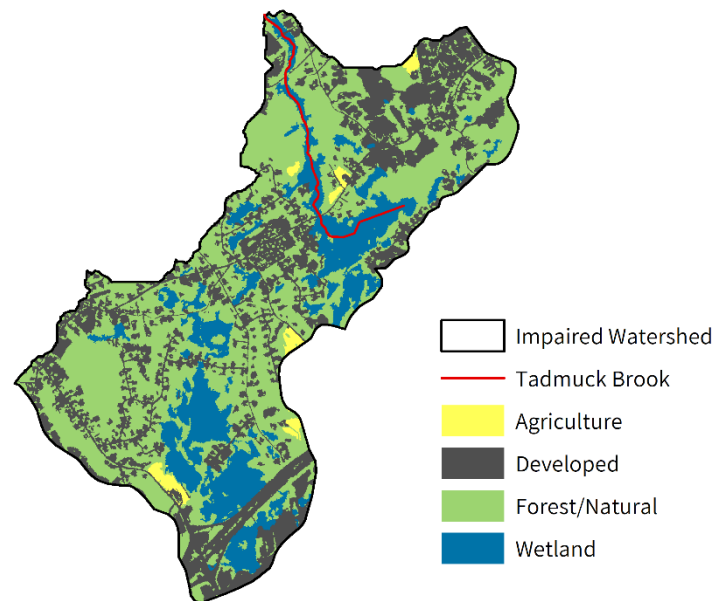 Impaired Watershed
Tadmuck Brook
Agriculture
Developed
Forest/Natural
Wetland